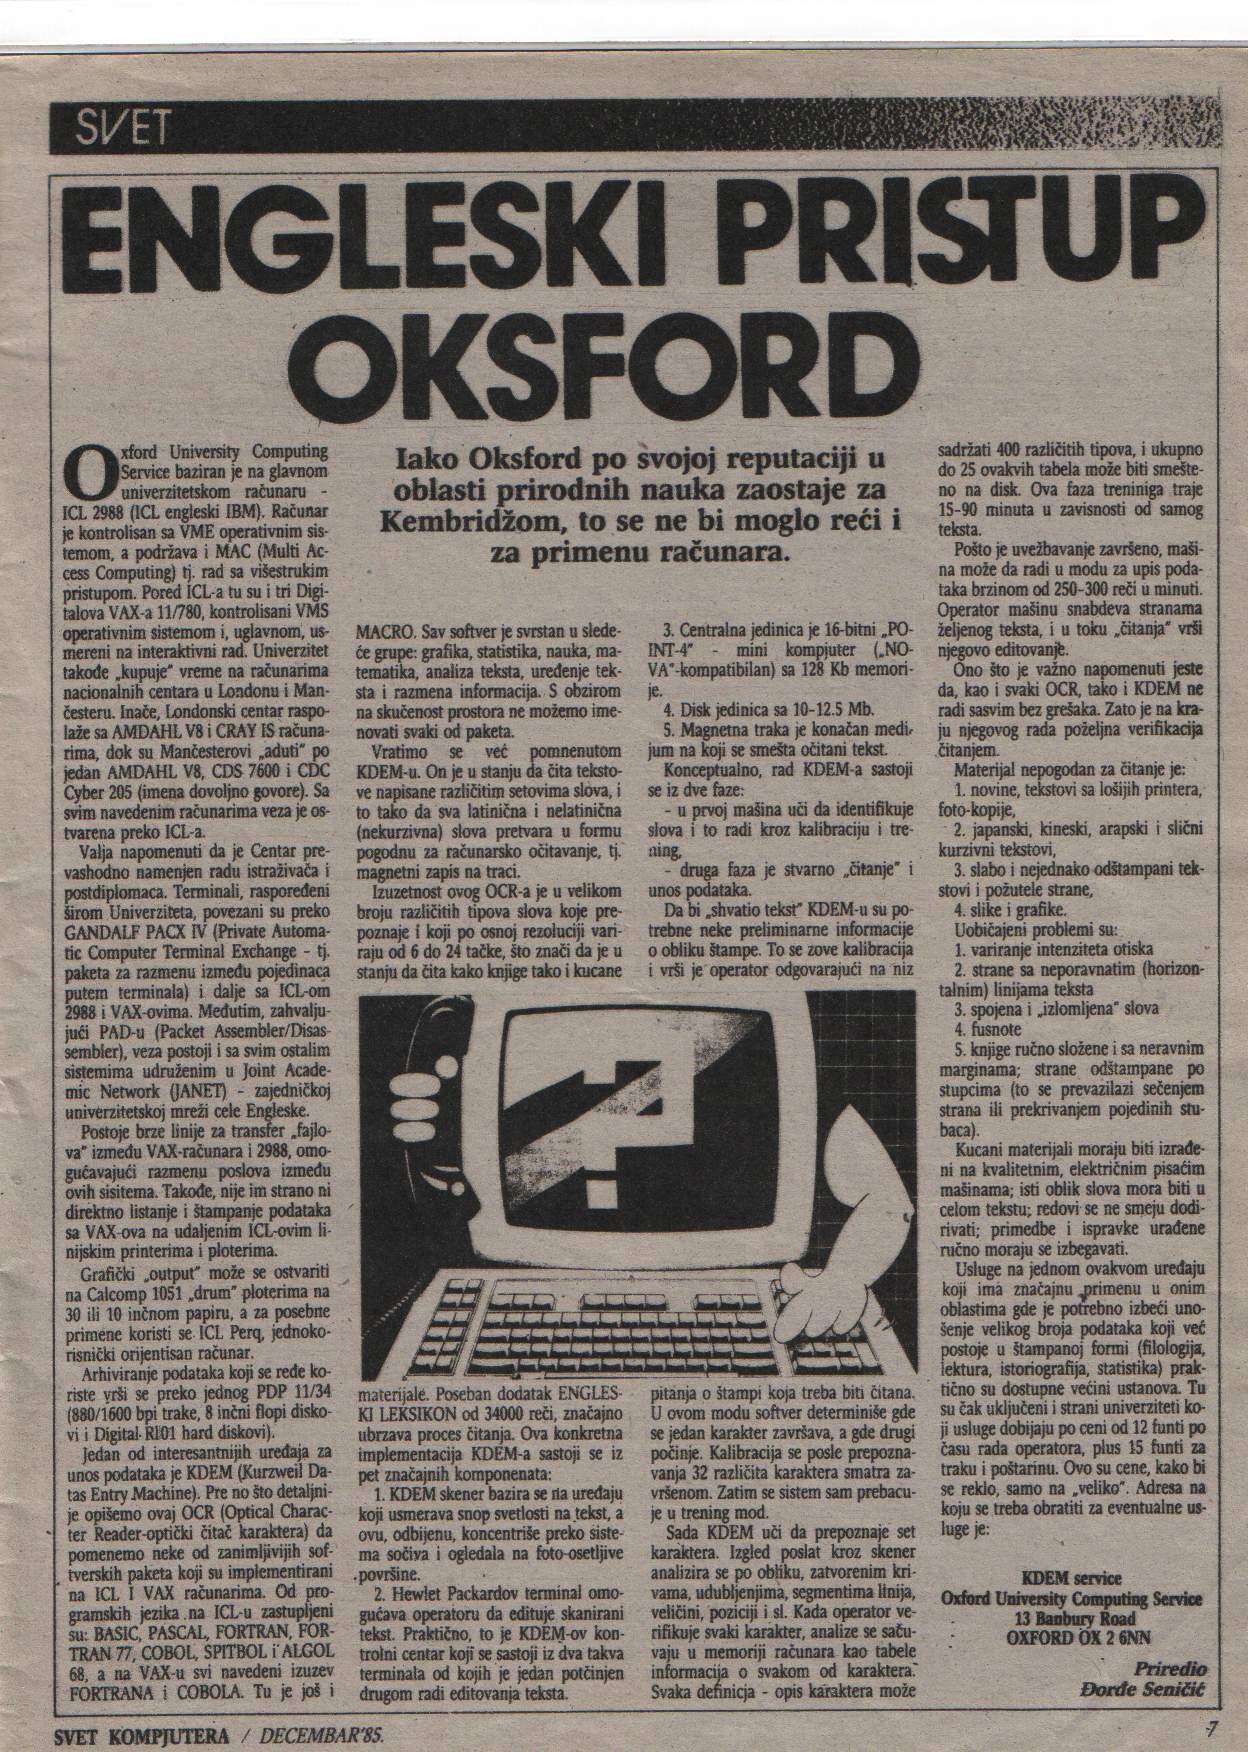 SVET
ENGLESKI PRISTUP
OKSFORD
Oxford University Computing
Service baziran je na glavnom
univerzitetskom računaru -
ICL 2988 (ICL engleski IBM). Računar
je kontrolisan sa VME operativnim sis-
temom, a podržava i MAC (Multi Ac-
cess Computing) tj. rad sa višestrukim
pristupom. Pored ICL-a tu su i tri Digi-
talova VAX-a 11/780, kontrolisani VMS
operativnim sistemom i, uglavnom, us-
mereni na interaktivni rad. Univerzitet
takođe „kupuje” vreme na računarima
nacionalnih centara u Londonu i Man-
česteru. Inače, Londonski centar raspo-
laže sa AMDAHL V8 i CRAY IS računa-
rima, dok su Mančesterovi „aduti” po
jedan AMDAHL V8, CDS 7600 i CDC
Cyber 205 (imena dovoljno govore). Sa
svim navedenim računarima veza je os-
tvarena preko ICL-a.
Valja napomenuti da je Centar pre-
vashodno namenjen radu istraživača i
postdiplomaca. Terminali, raspoređeni
širom Univerziteta, povezani su preko
GANDALF PACX IV (Private Automa-
tic Computer Terminal Exchange - tj.
paketa za razmenu između pojedinaca
putem terminala) i dalje sa ICL-om
2988 i VAX-ovima. Međutim, zahvalju-
jući PAD-u (Packet Assembler/Disas-
sembler), veza postoji i sa svim ostalim
sistemima udruženim u Joint Acade-
mic Network (JANET) - zajedničkoj
univerzitetskoj mreži cele Engleske.
Postoje brze linije za transfer „fajlo-
va” između VAX-računara i 2988, omo-
gućavajući razmenu poslova između
ovih sisitema. Takođe, nije im strano ni
direktno listanje i štampanje podataka
sa VAX-ova na udaljenim ICL-ovim li-
nijskim printerima i ploterima.
Grafički „output” može se ostvariti
na Calcomp 1051 „drum” ploterima na
30 ili 10 inčnom papiru, a za posebne
primene koristi se ICL Perq, jednoko-
risnički orijentisan računar.
Arhiviranje podataka koji se ređe ko-
riste vrši se preko jednog PDP 11/34
(880/1600 bpi trake, 8 inčni flopi disko-
vi i Digital RL01 hard diskovi).
Jedan od interesantnijih uređaja za
unos podataka je KDEM (Kurzweil Da-
tas Entry Machine). Pre no što detaljni-
je opišemo ovaj OCR (Optical Charac-
ter Reader-optički čitač karaktera) da
pomenemo neke od zanimljivijih sof-
tverskih paketa koji su implementirani
na ICL I VAX računarima. Od pro-
gramskih jezika na ICL-u zastupljeni
su: BASIC, PASCAL, FORTRAN, FOR-
TRAN 77, COBOL, SPITBOL i ALGOL
68, a na VAX-u svi navedeni izuzev
FORTRANA i COBOLA. Tu je još i
Iako Oksford po svojoj reputaciji u
oblasti prirodnih nauka zaostaje za
Kembridžom, to se ne bi moglo reći i
za primenu računara.
MACRO. Sav softver je svrstan u slede-
će grupe: grafika, statistika, nauka, ma-
tematika, analiza teksta, uređenje tek-
sta i razmena informacija. S obzirom
na skučenost prostora ne možemo ime-
novati svaki od paketa.
Vratimo se već pomnenutom
KDEM-u. On je u stanju da čita teksto-
ve napisane različitim setovima slova, i
to tako da sva latinična i nelatinična
(nekurzivna) slova pretvara u formu
pogodnu za računarsko očitavanje, tj.
magnetni zapis na traci.
Izuzetnost ovog OCR-a je u velikom
broju različitih tipova slova koje pre-
poznaje i koji po osnoj rezoluciji vari-
raju od 6 do 24 tačke, što znači da je u
stanju da čita kako knjige tako i kucane
materijale. Poseban dodatak ENGLES-
KI LEKSIKON od 34000 reči, značajno
ubrzava proces čitanja. Ova konkretna
implementacija KDEM-a sastoji se iz
pet značajnih komponenata:
1. KDEM skener bazira se na uređaju
koji usmerava snop svetlosti na tekst, a
ovu, odbijenu, koncentriše preko siste-
ma sočiva i ogledala na foto-osetljive
površine.
2. Hewlet Packardov terminal omo-
gućava operatoru da edituje skanirani
tekst. Praktično, to je KDEM-ov kon-
trolni centar koji se sastoji iz dva takva
terminala od kojih je jedan potčinjen
drugom radi editovanja teksta.
3. Centralna jedinica je 16-bitni „PO-
INT-4” - mini kompjuter („NO-
VA”-kompatibilan) sa 128 Kb memori-
je.
4. Disk jedinica sa 10-12.5 Mb.
5. Magnetna traka je konačan medi-
jum na koji se smešta očitani tekst.
Konceptualno, rad KDEM-a sastoji
se iz dve faze:
- u prvoj mašina uči da identifikuje
slova i to radi kroz kalibraciju i tre-
ning,
- druga faza je stvarno „čitanje” i
unos podataka.
Da bi „shvatio tekst” KDEM-u su po-
trebne neke preliminarne informacije
o obliku štampe. To se zove kalibracija
i vrši je operator odgovarajući na niz
pitanja o štampi koja treba biti čitana.
U ovom modu softver determiniše gde
se jedan karakter završava, a gde drugi
počinje. Kalibracija se posle prepozna-
vanja 32 različita karaktera smatra za-
vršenom. Zatim se sistem sam prebacu-
je u trening mod.
Sada KDEM uči da prepoznaje set
karaktera. Izgled poslat kroz skener
analizira se po obliku, zatvorenim kri-
vama, udubljenjima, segmentima linija,
veličini, poziciji i sl. Kada operator ve-
rifikuje svaki karakter, analize se saču-
vaju u memoriji računara kao tabele
informacija o svakom od karaktera.
Svaka definicja - opis karaktera može
sadržati 400 različitih tipova, i ukupno
do 25 ovakvih tabela može biti smešte-
no na disk. Ova faza treniniga traje
15-90 minuta u zavisnosti od samog
teksta.
Pošto je uvežbavanje završeno, maši-
na može da radi u modu za upis poda-
taka brzinom od 250-300 reči u minuti.
Operator mašinu snabdeva stranama
željenog teksta, i u toku „čitanja” vrši
njegovo editovanje.
Ono što je važno napomenuti jeste
da, kao i svaki OCR, tako i KDEM ne
radi sasvim bez grešaka. Zato je na kra-
ju njegovog rada poželjna verifikacija
čitanjem.
Materijal nepogodan za čitanje je:
1. novine, tekstovi sa lošijih printera,
foto-kopije,
2. japanski, kineski, arapski i slični
kurzivni tekstovi,
3. slabo i nejednako odštampani tek-
stovi i požutele strane,
4. slike i grafike.
Uobičajeni problemi su:
1. variranje intenziteta otiska
2. strane sa neporavnatim (horizon-
talnim) linijama teksta
3. spojena i „izlomljena” slova
4. fusnote
5. knjige ručno složene i sa neravnim
marginama; strane odštampane po
stupcima (to se prevazilazi sečenjem
strana ili prekrivanjem pojedinih stu-
baca).
Kucani materijali moraju biti izrađe-
ni na kvalitetnim, električnim pisaćim
mašinama; isti oblik slova mora biti u
celom tekstu; redovi se ne smeju dodi-
rivati; primedbe i ispravke urađene
ručno moraju se izbegavati.
Usluge na jednom ovakvom uređaju
koji ima značajnu primenu u onim
oblastima gde je potrebno izbeći uno-
šenje velikog broja podataka koji već
postoje u štampanoj formi (filologija,
lektura, istoriografija, statistika) prak-
tično su dostupne većini ustanova. Tu
su čak uključeni i strani univerziteti ko-
ji usluge dobijaju po ceni od 12 funti po
času rada operatora, plus 15 funti za
traku i poštarinu. Ovo su cene, kako bi
se reklo, samo na „veliko”. Adresa na
koju se treba obratiti za eventualne us-
luge je:
KDEM service
Oxford University Computing Service
13 Banbury Road
OXFORD OX 2 6NN
Priredio
Đorđe Seničić
SVET KOMPJUTERA / DECEMBAR'85.
7